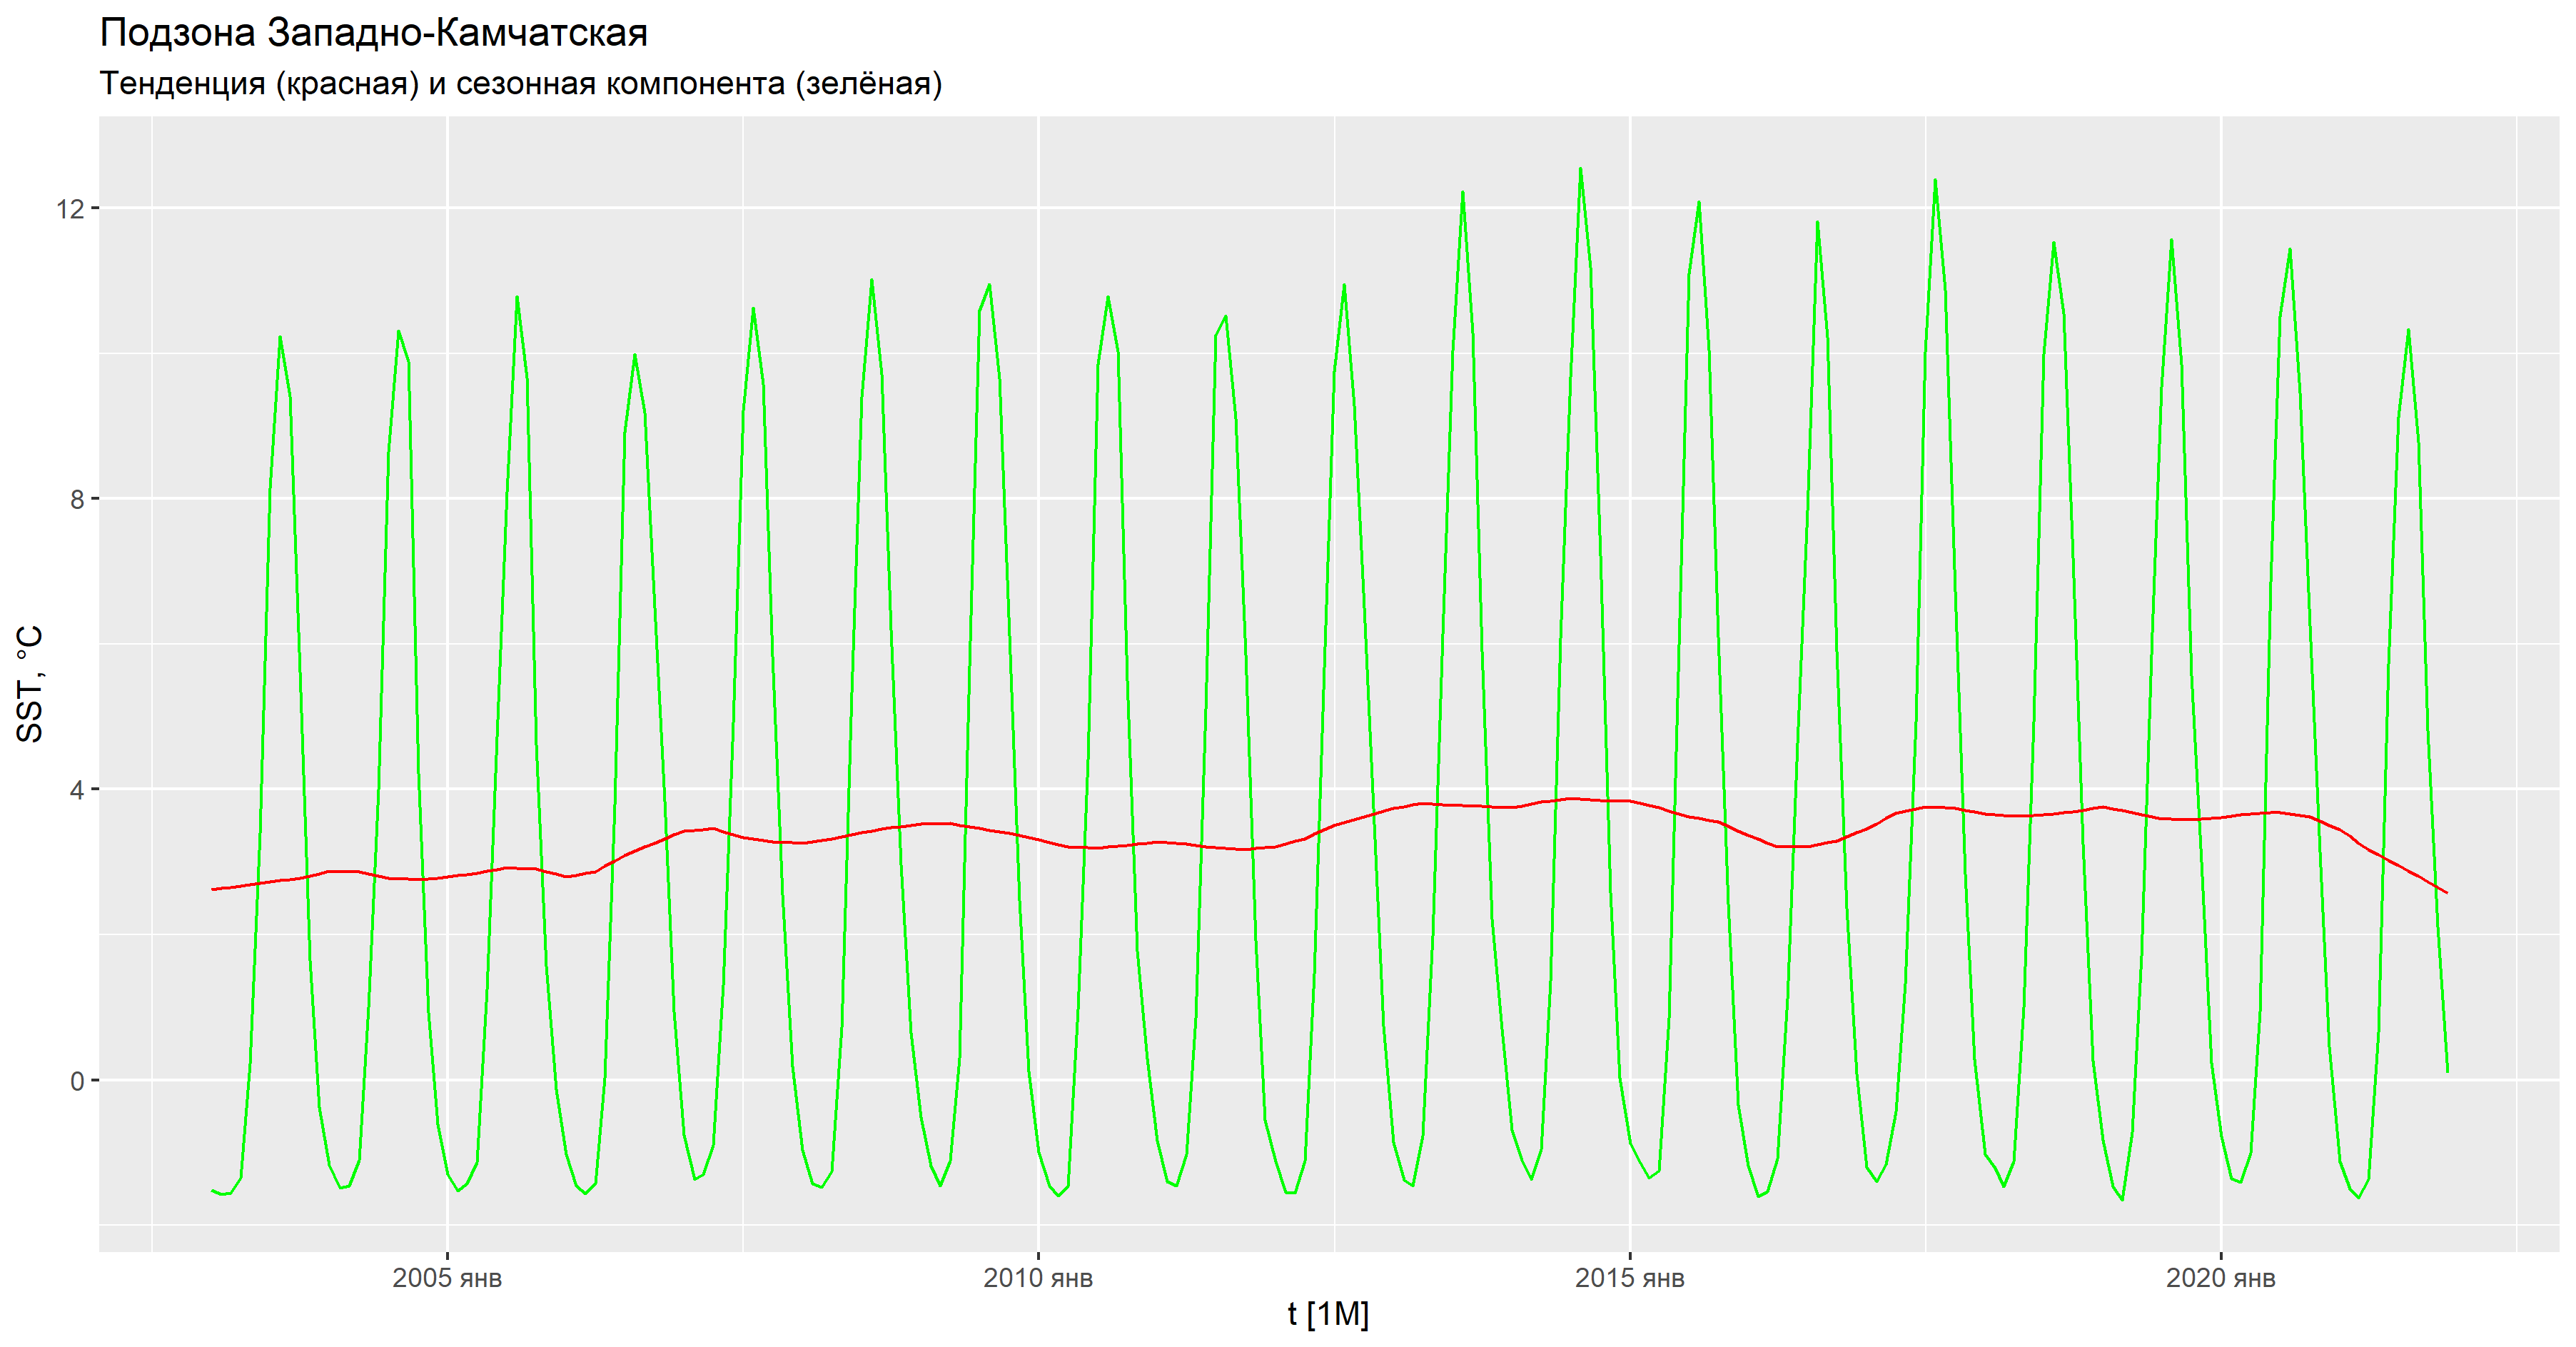 Подзона Западно-Камчатская
Тенденция (красная) и сезонная компонента (зелёная)
SST, °C
12
8
4
0
2005 янв
2010 янв
2015 янв
2020 янв
t [1M]